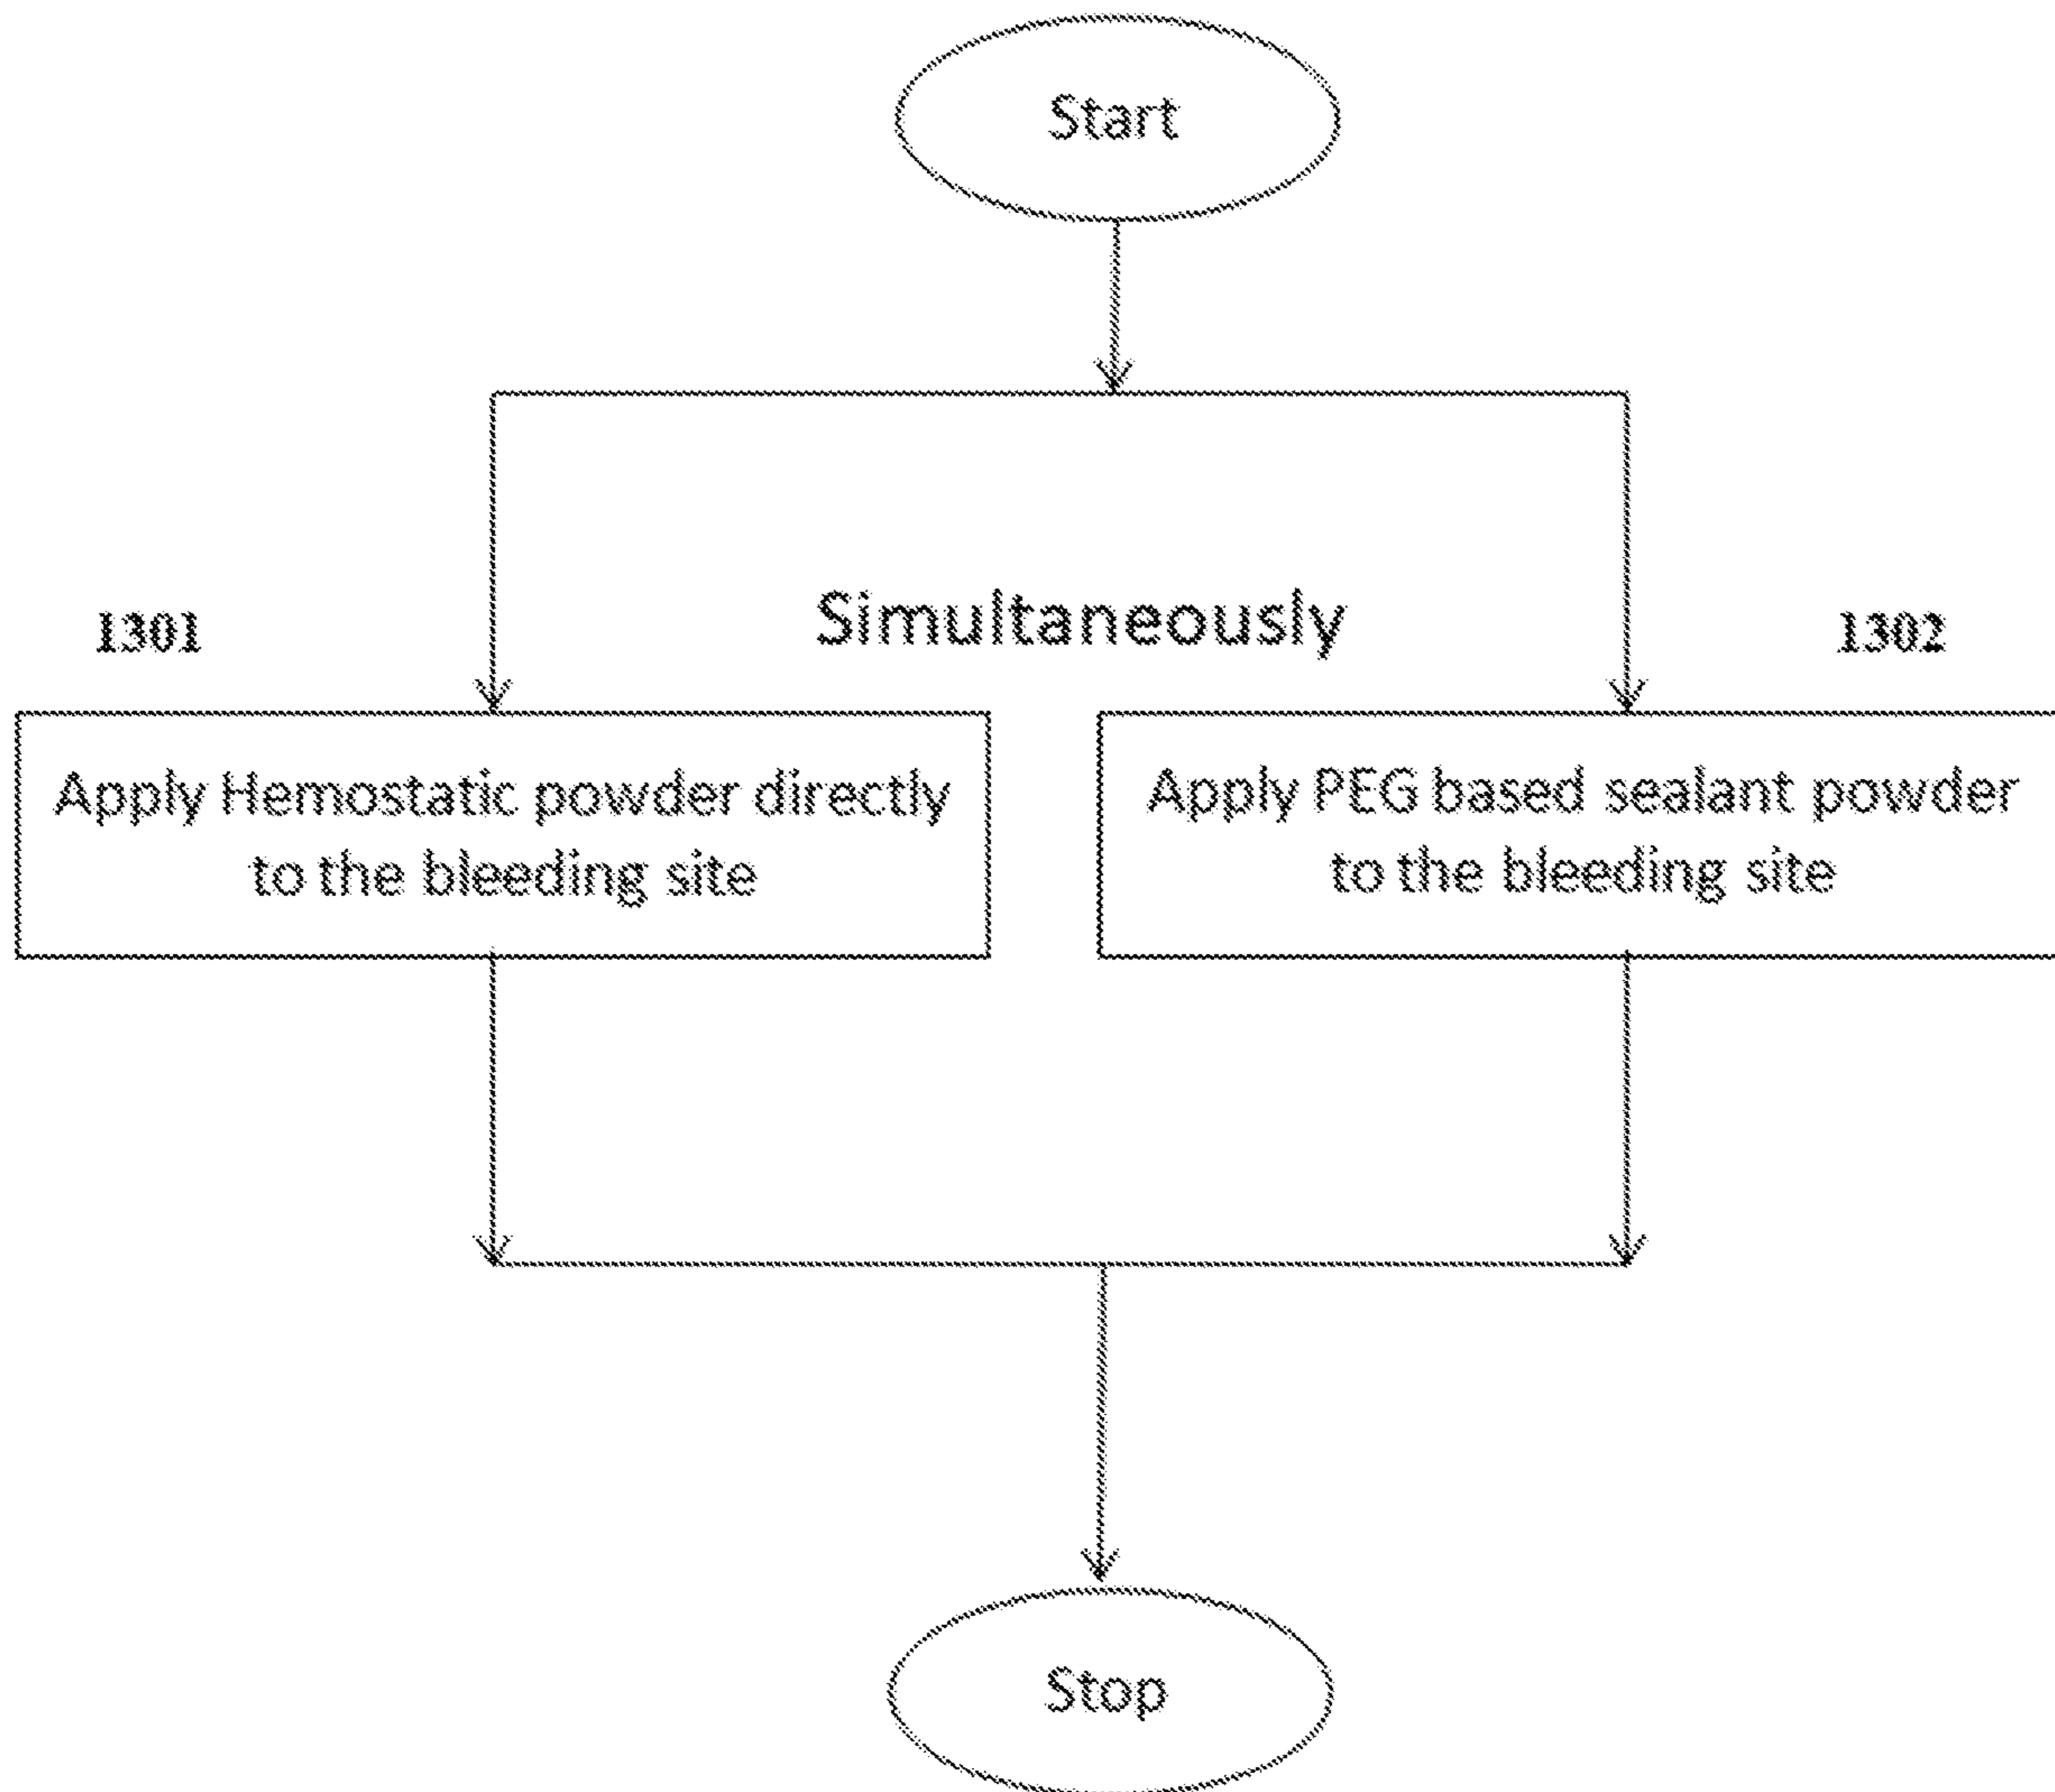 Start
Simultaneously
1301
1302
Apply Hemostatic powder directly
to the bleeding site
Apply PEG based sealant powder
to the bleeding site
Stop